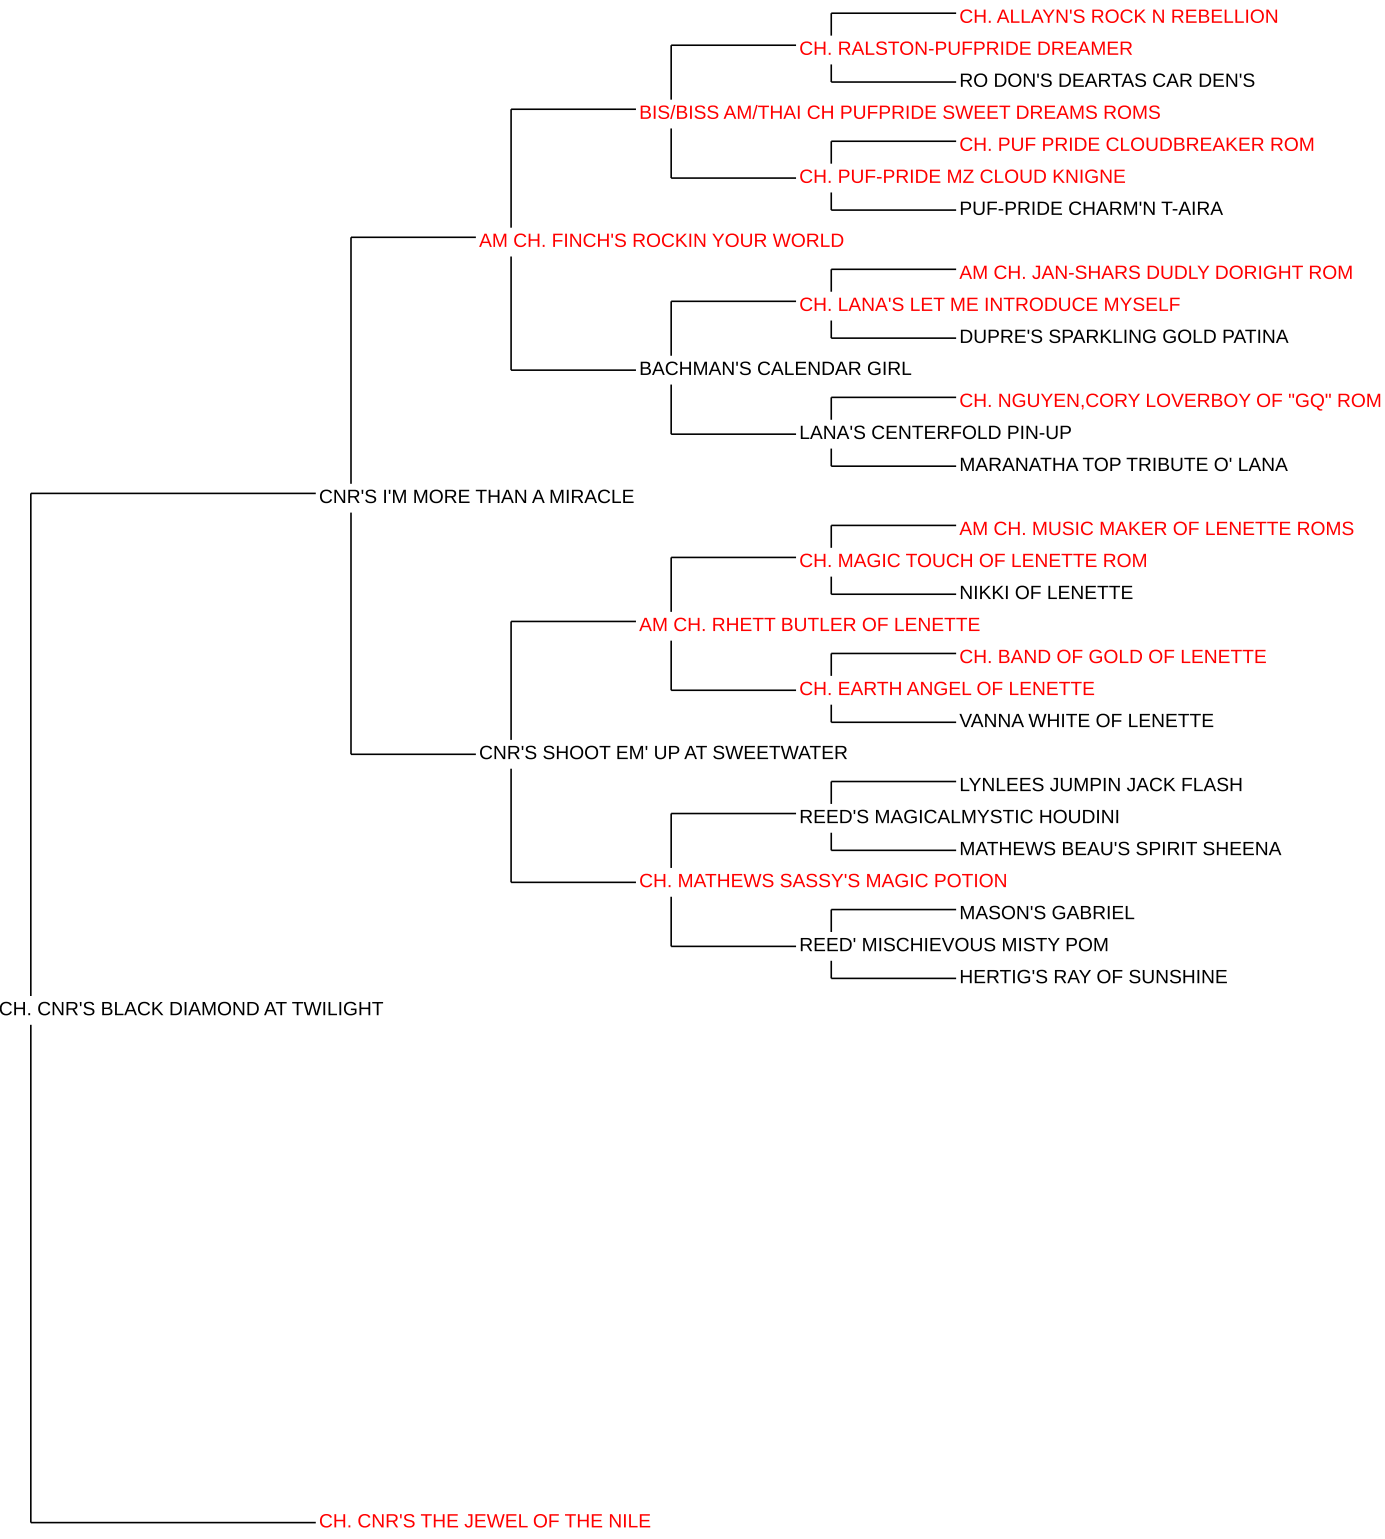 CH. ALLAYN'S ROCK N REBELLION
CH. RALSTON-PUFPRIDE DREAMER
RO DON'S DEARTAS CAR DEN'S
BIS/BISS AM/THAI CH PUFPRIDE SWEET DREAMS ROMS
CH. PUF PRIDE CLOUDBREAKER ROM
CH. PUF-PRIDE MZ CLOUD KNIGNE
PUF-PRIDE CHARM'N T-AIRA
AM CH. FINCH'S ROCKIN YOUR WORLD
AM CH. JAN-SHARS DUDLY DORIGHT ROM
CH. LANA'S LET ME INTRODUCE MYSELF
DUPRE'S SPARKLING GOLD PATINA
BACHMAN'S CALENDAR GIRL
CH. NGUYEN,CORY LOVERBOY OF "GQ" ROM
LANA'S CENTERFOLD PIN-UP
MARANATHA TOP TRIBUTE O' LANA
CNR'S I'M MORE THAN A MIRACLE
AM CH. MUSIC MAKER OF LENETTE ROMS
CH. MAGIC TOUCH OF LENETTE ROM
NIKKI OF LENETTE
AM CH. RHETT BUTLER OF LENETTE
CH. BAND OF GOLD OF LENETTE
CH. EARTH ANGEL OF LENETTE
VANNA WHITE OF LENETTE
CNR'S SHOOT EM' UP AT SWEETWATER
LYNLEES JUMPIN JACK FLASH
REED'S MAGICALMYSTIC HOUDINI
MATHEWS BEAU'S SPIRIT SHEENA
CH. MATHEWS SASSY'S MAGIC POTION
MASON'S GABRIEL
REED' MISCHIEVOUS MISTY POM
HERTIG'S RAY OF SUNSHINE
CH. CNR'S BLACK DIAMOND AT TWILIGHT
CH. CNR'S THE JEWEL OF THE NILE